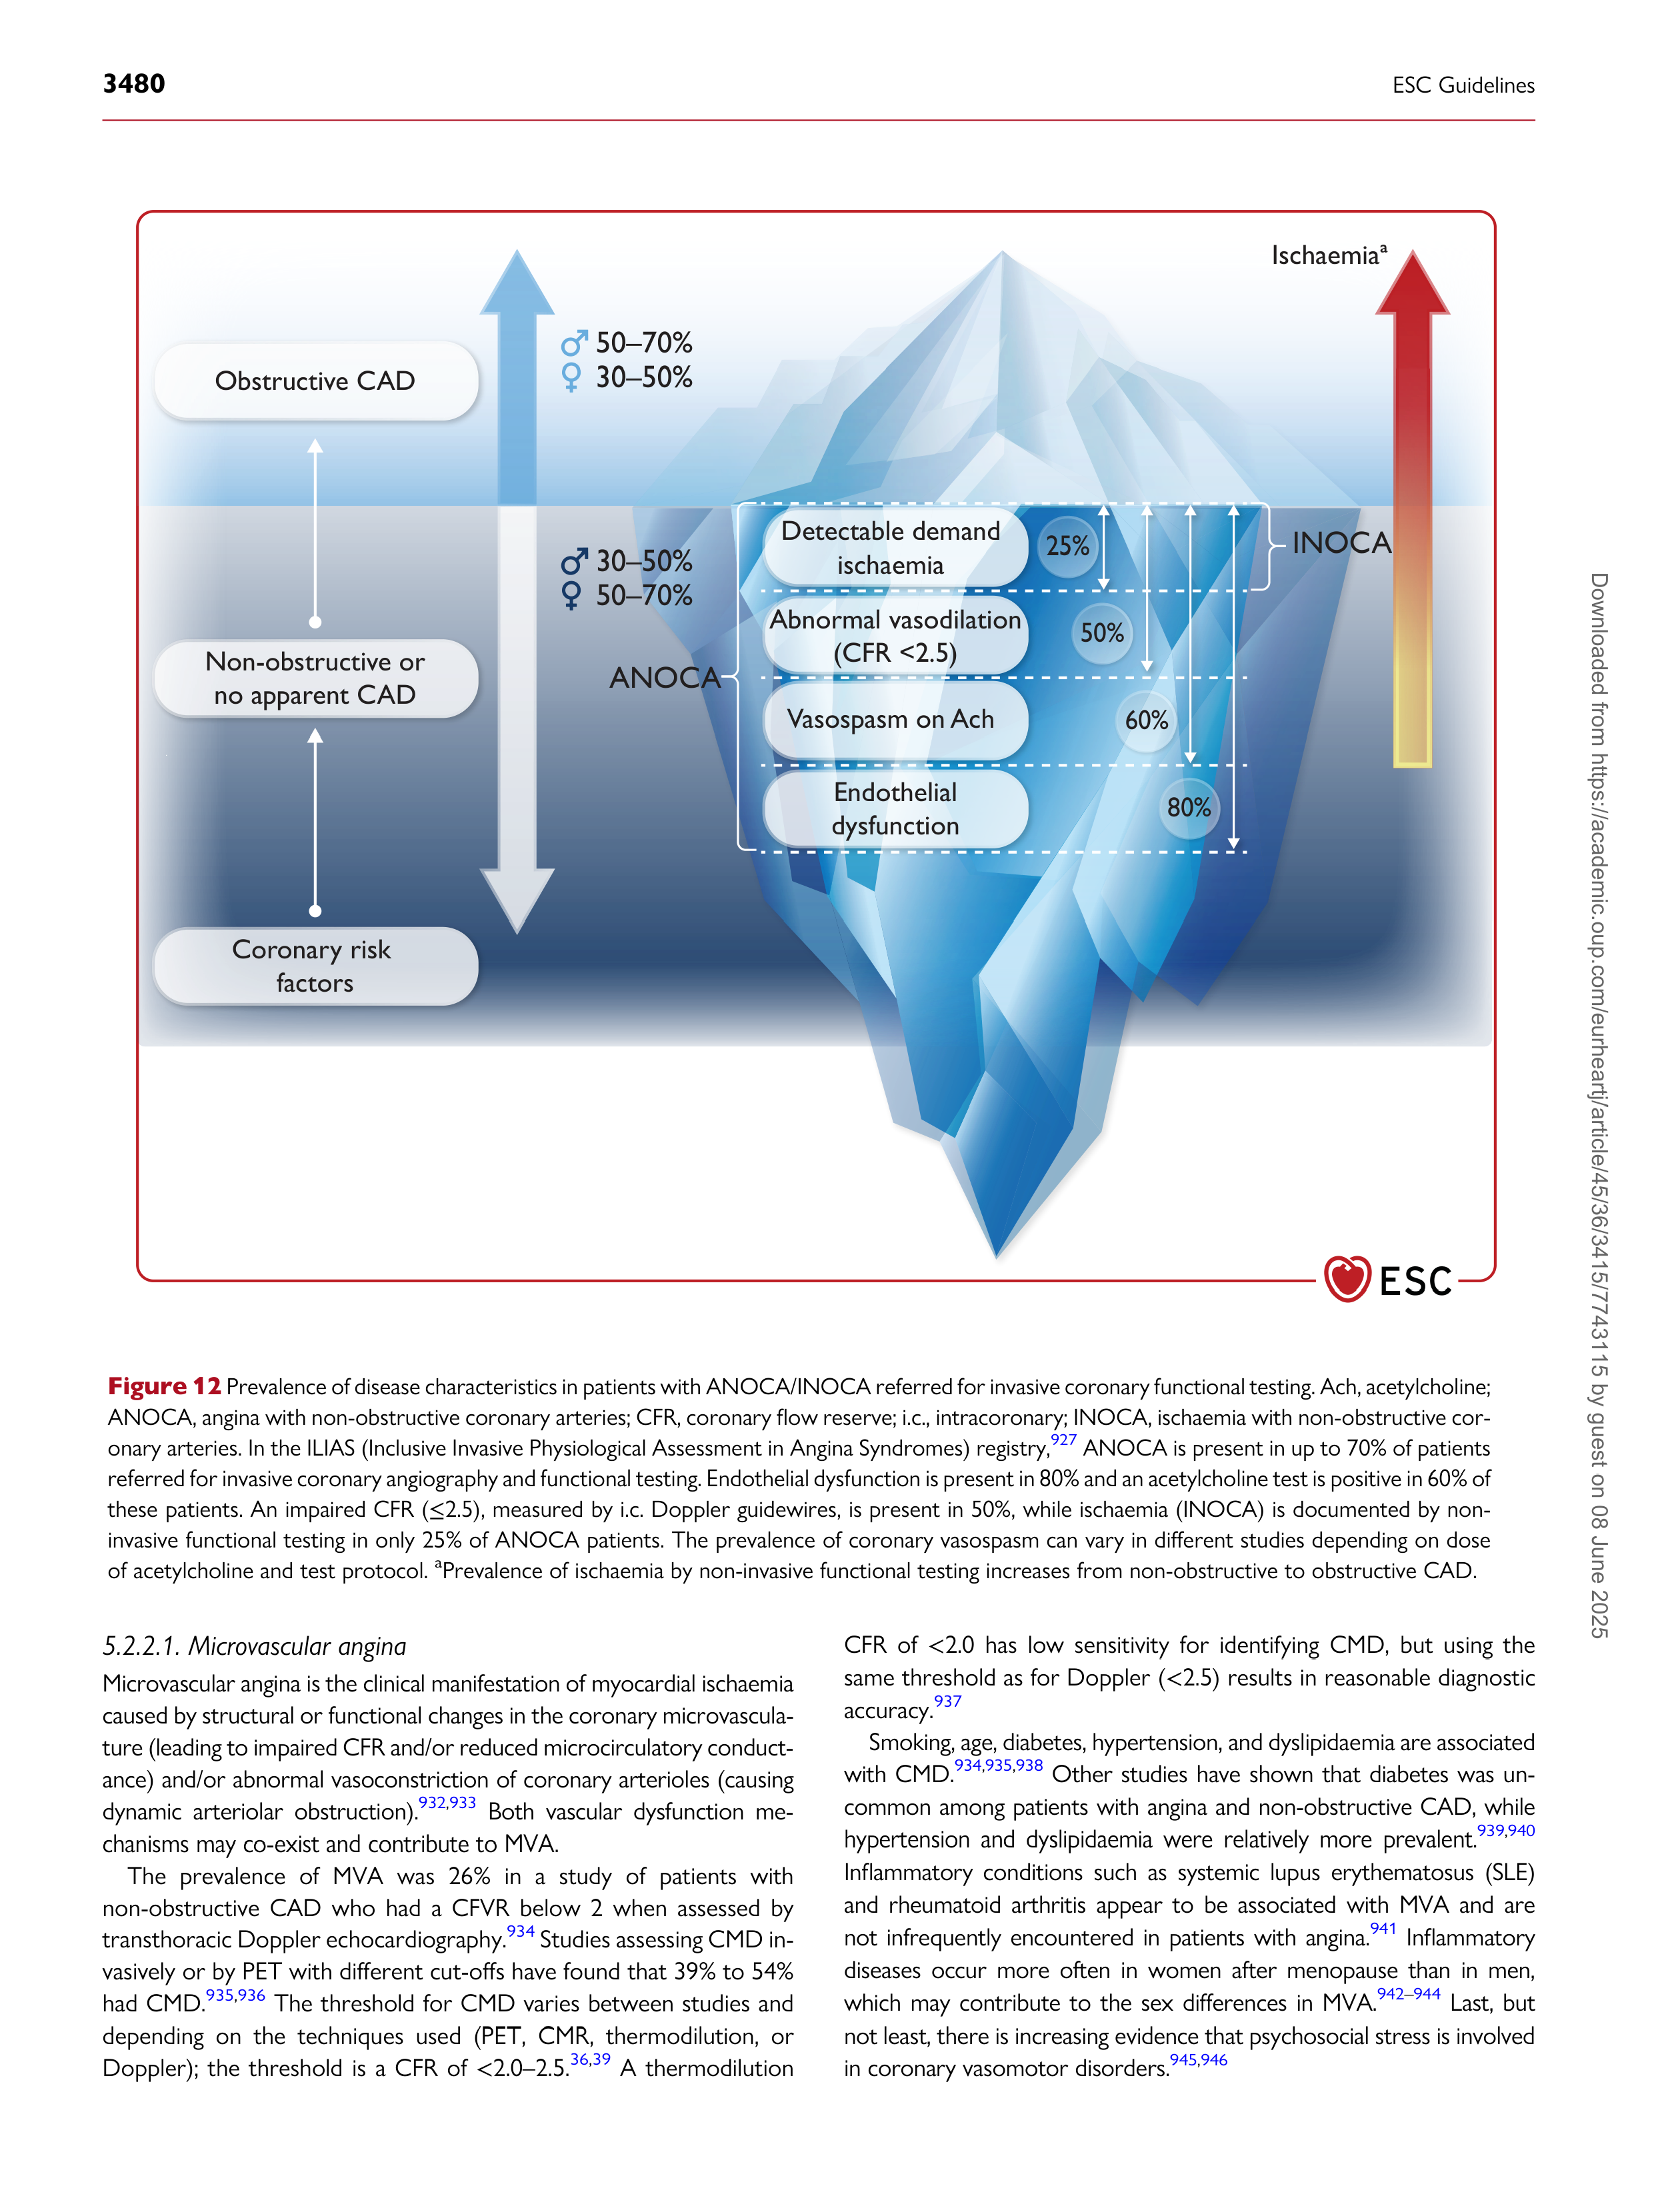 3480
ESC Guidelines
Ischaemiaª
♂ 50–70%
♀ 30–50%
Obstructive CAD
Detectable demand
ischaemia
25%
INOCA
♂ 30–50%
♀ 50–70%
Abnormal vasodilation
(CFR <2.5)
50%
Non-obstructive or
no apparent CAD
ANOCA
Vasospasm on Ach
60%
Endothelial
dysfunction
80%
Coronary risk
factors
ESC
Figure 12 Prevalence of disease characteristics in patients with ANOCA/INOCA referred for invasive coronary functional testing. Ach, acetylcholine;
ANOCA, angina with non-obstructive coronary arteries; CFR, coronary flow reserve; i.c., intracoronary; INOCA, ischaemia with non-obstructive cor-
onary arteries. In the ILIAS (Inclusive Invasive Physiological Assessment in Angina Syndromes) registry,927 ANOCA is present in up to 70% of patients
referred for invasive coronary angiography and functional testing. Endothelial dysfunction is present in 80% and an acetylcholine test is positive in 60% of
these patients. An impaired CFR (≤2.5), measured by i.c. Doppler guidewires, is present in 50%, while ischaemia (INOCA) is documented by non-
invasive functional testing in only 25% of ANOCA patients. The prevalence of coronary vasospasm can vary in different studies depending on dose
of acetylcholine and test protocol. ªPrevalence of ischaemia by non-invasive functional testing increases from non-obstructive to obstructive CAD.
5.2.2.1. Microvascular angina
Microvascular angina is the clinical manifestation of myocardial ischaemia
caused by structural or functional changes in the coronary microvascula-
ture (leading to impaired CFR and/or reduced microcirculatory conduct-
ance) and/or abnormal vasoconstriction of coronary arterioles (causing
dynamic arteriolar obstruction).932,933 Both vascular dysfunction me-
chanisms may co-exist and contribute to MVA.
The prevalence of MVA was 26% in a study of patients with
non-obstructive CAD who had a CFVR below 2 when assessed by
transthoracic Doppler echocardiography.934 Studies assessing CMD in-
vasively or by PET with different cut-offs have found that 39% to 54%
had CMD.935,936 The threshold for CMD varies between studies and
depending on the techniques used (PET, CMR, thermodilution, or
Doppler); the threshold is a CFR of <2.0–2.5.36,39 A thermodilution
CFR of <2.0 has low sensitivity for identifying CMD, but using the
same threshold as for Doppler (<2.5) results in reasonable diagnostic
accuracy.937
Smoking, age, diabetes, hypertension, and dyslipidaemia are associated
with CMD.934,935,938 Other studies have shown that diabetes was un-
common among patients with angina and non-obstructive CAD, while
hypertension and dyslipidaemia were relatively more prevalent.939,940
Inflammatory conditions such as systemic lupus erythematosus (SLE)
and rheumatoid arthritis appear to be associated with MVA and are
not infrequently encountered in patients with angina.941 Inflammatory
diseases occur more often in women after menopause than in men,
which may contribute to the sex differences in MVA.942–944 Last, but
not least, there is increasing evidence that psychosocial stress is involved
in coronary vasomotor disorders.945,946
Downloaded from https://academic.oup.com/eurheartj/article/45/36/3415/7743115 by guest on 08 June 2025